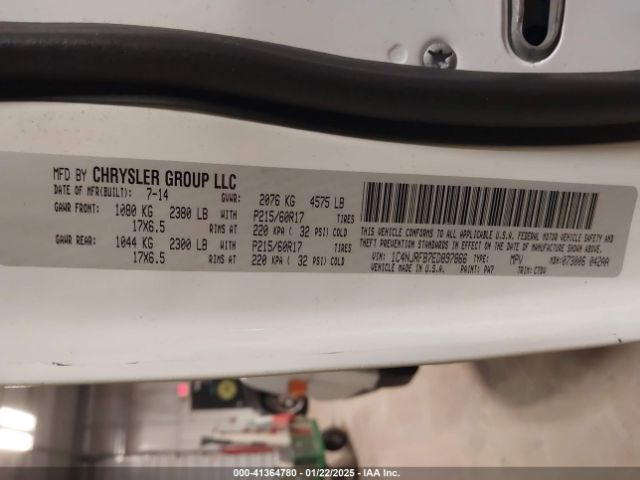 MFD BY CHRYSLER GROUP LLC
DATE OF MFR(BUILT): 7-14 GVWR: 2076 KG 4575 LB
GAWR FRONT: 1080 KG 2380 LB WITH P215/60R17 TIRES
17X6.5 RIMS AT 220 KPA ( 32 PSI) COLD
GAWR REAR: 1044 KG 2300 LB WITH P215/60R17 TIRES
17X6.5 RIMS AT 220 KPA ( 32 PSI) COLD
THIS VEHICLE CONFORMS TO ALL APPLICABLE U.S.A. FEDERAL MOTOR VEHICLE SAFETY AND
THEFT PREVENTION STANDARDS IN EFFECT ON THE DATE OF MANUFACTURE SHOWN ABOVE.
VIN: 1C4NJRFB7ED897866 TYPE: MPV MDH: 073006 042AA
VEHICLE MADE IN U.S.A. PAINT: PW7 TRIM:
000-41364780 - 01/22/2025 - IAA Inc.